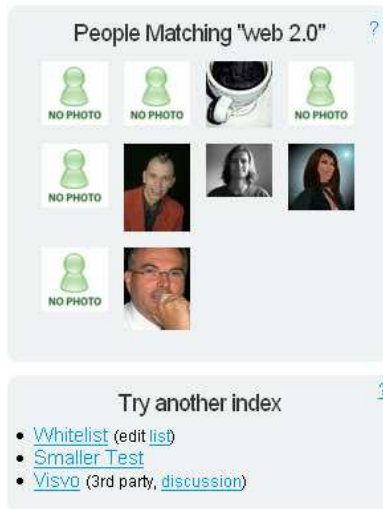 People Matching "web 2.0"
?
NO PHOTO
NO PHOTO
NO PHOTO
NO PHOTO
NO PHOTO
Try another index
?
Whitelist (edit list)
Smaller Test
Visvo (3rd party, discussion)